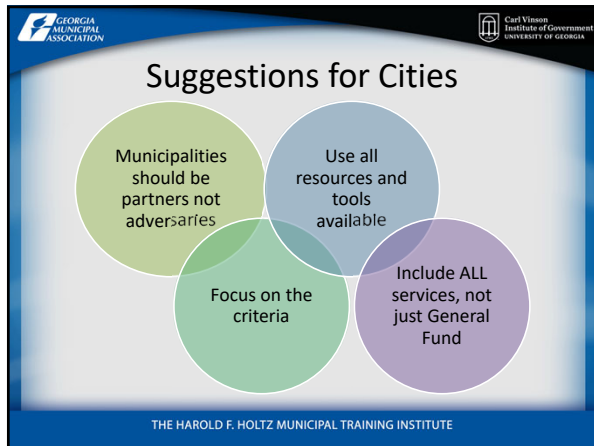 GEORGIA
MUNICIPAL
ASSOCIATION
Carl Vinson
Institute of Government
UNIVERSITY OF GEORGIA
Suggestions for Cities
Municipalities
should be
partners not
adversaries
Use all
resources and
tools
available
Focus on the
criteria
Include ALL
services, not
just General
Fund
THE HAROLD F. HOLTZ MUNICIPAL TRAINING INSTITUTE